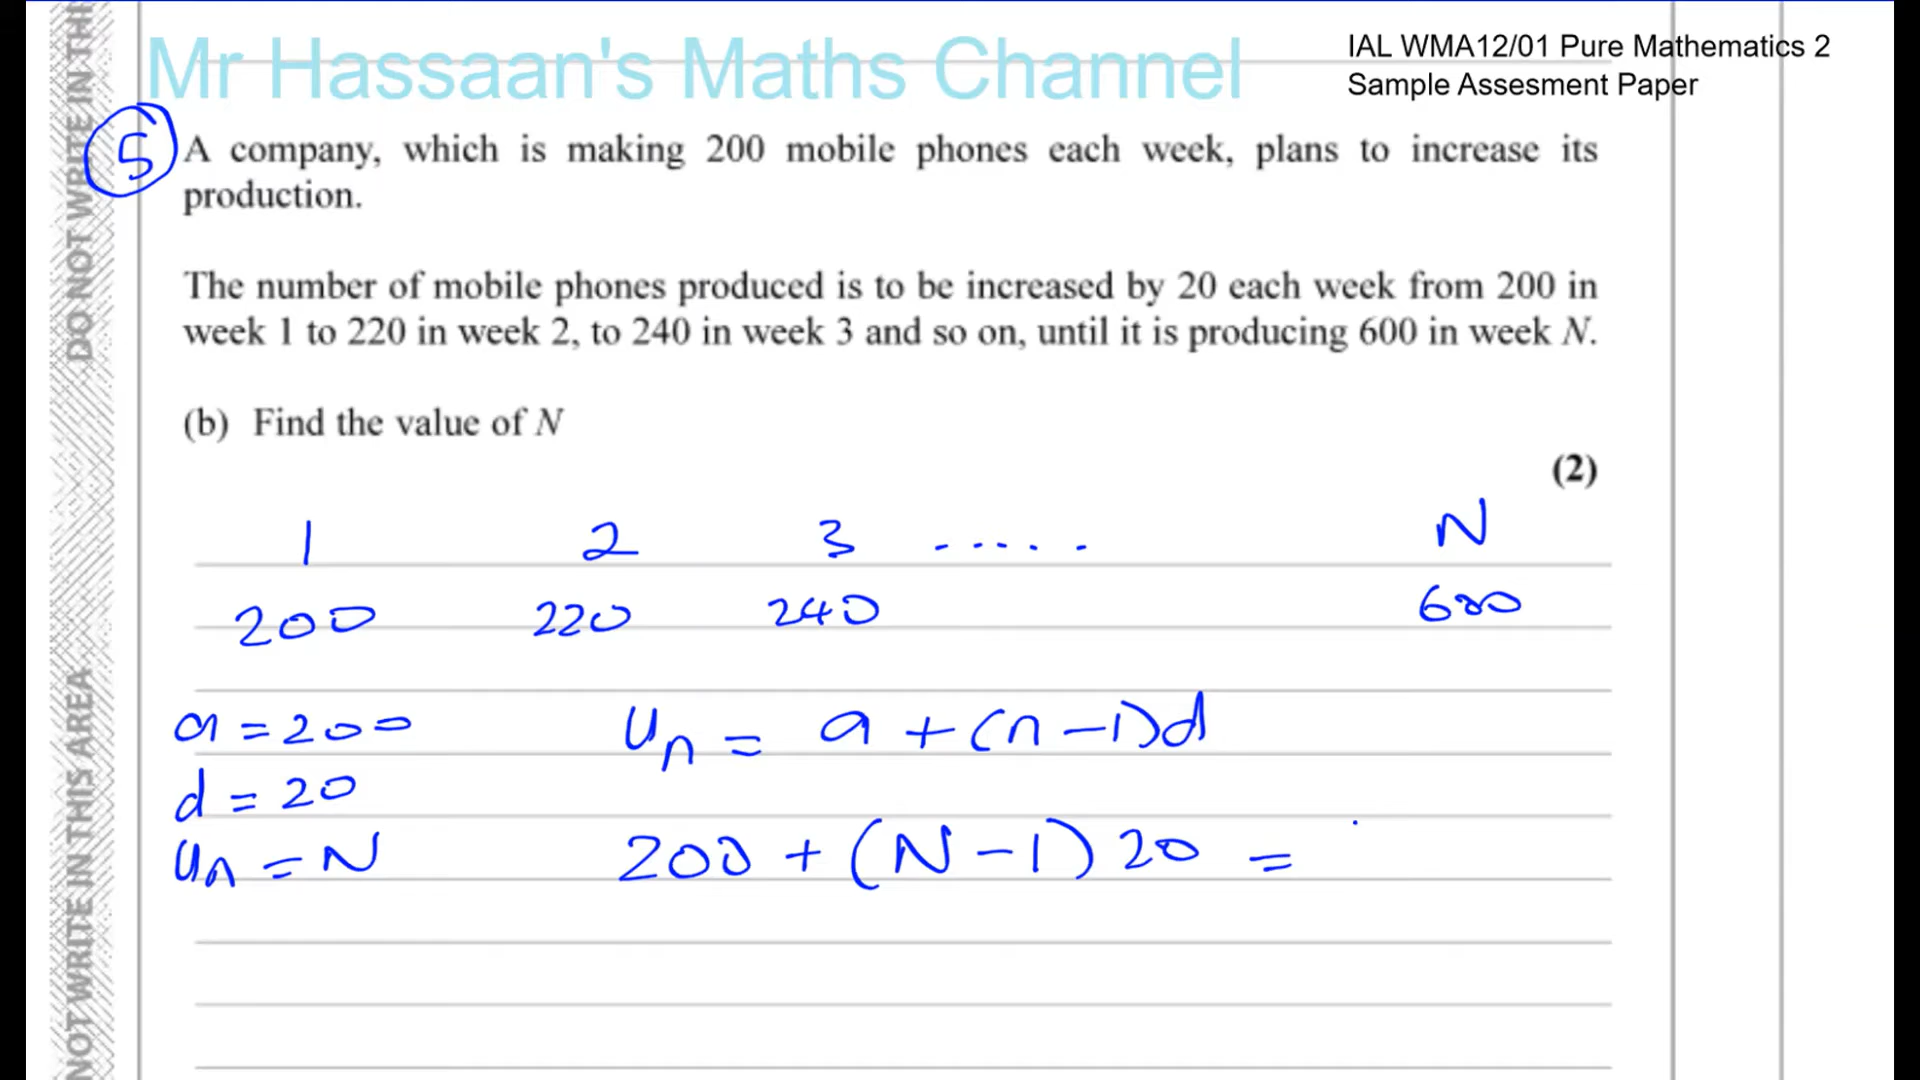 Mr Hassaan's Maths Channel
IAL WMA12/01 Pure Mathematics 2
Sample Assesment Paper
5
A company, which is making 200 mobile phones each week, plans to increase its
production.
The number of mobile phones produced is to be increased by 20 each week from 200 in
week 1 to 220 in week 2, to 240 in week 3 and so on, until it is producing 600 in week N.
(b) Find the value of N
(2)
1 2 3 ..... N
200 220 240 600
a = 200 Un = a + (n - 1)d
d = 20
Un = N 200 + (N - 1) 20 =
DO NOT WRITE IN THI
NOT WRITE IN THIS AREA